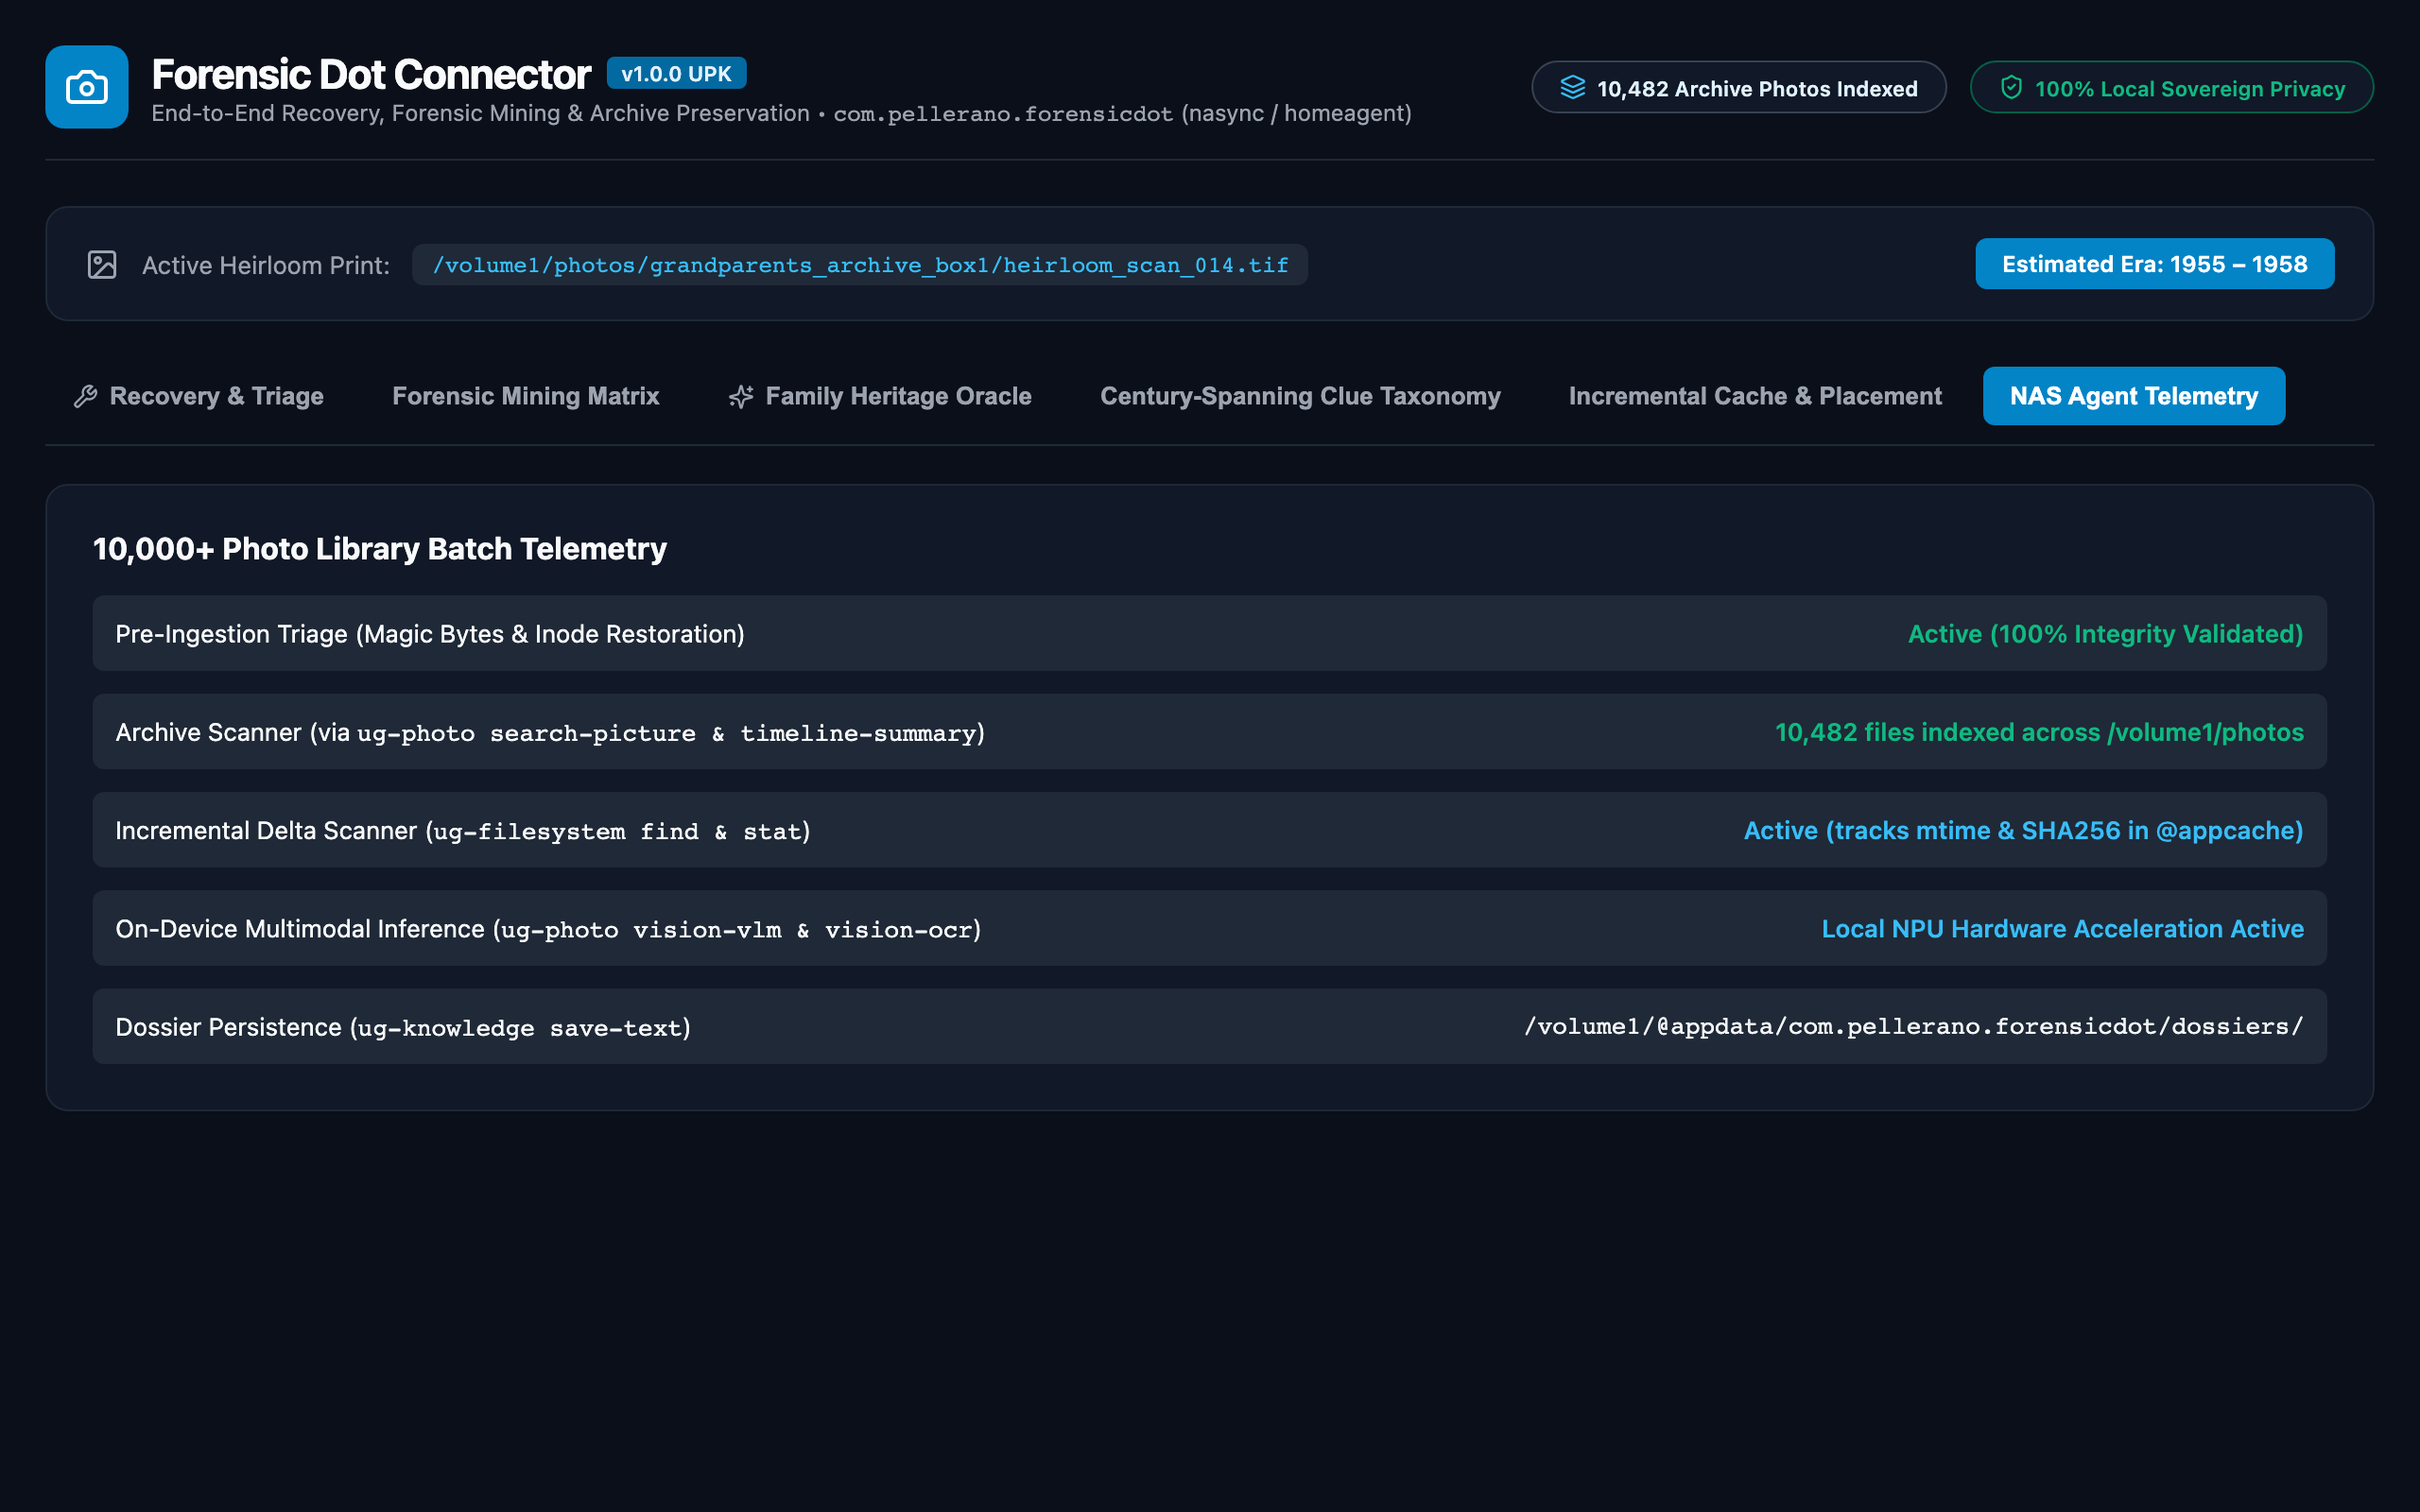 Forensic Dot Connector v1.0.0 UPK
End-to-End Recovery, Forensic Mining & Archive Preservation • com.pellerano.forensicdot (nasync / homeagent)
10,482 Archive Photos Indexed
100% Local Sovereign Privacy
Active Heirloom Print: /volume1/photos/grandparents_archive_box1/heirloom_scan_014.tif
Estimated Era: 1955 – 1958
Recovery & Triage
Forensic Mining Matrix
Family Heritage Oracle
Century-Spanning Clue Taxonomy
Incremental Cache & Placement
NAS Agent Telemetry
10,000+ Photo Library Batch Telemetry
Pre-Ingestion Triage (Magic Bytes & Inode Restoration) Active (100% Integrity Validated)
Archive Scanner (via ug-photo search-picture & timeline-summary) 10,482 files indexed across /volume1/photos
Incremental Delta Scanner (ug-filesystem find & stat) Active (tracks mtime & SHA256 in @appcache)
On-Device Multimodal Inference (ug-photo vision-vlm & vision-ocr) Local NPU Hardware Acceleration Active
Dossier Persistence (ug-knowledge save-text) /volume1/@appdata/com.pellerano.forensicdot/dossiers/